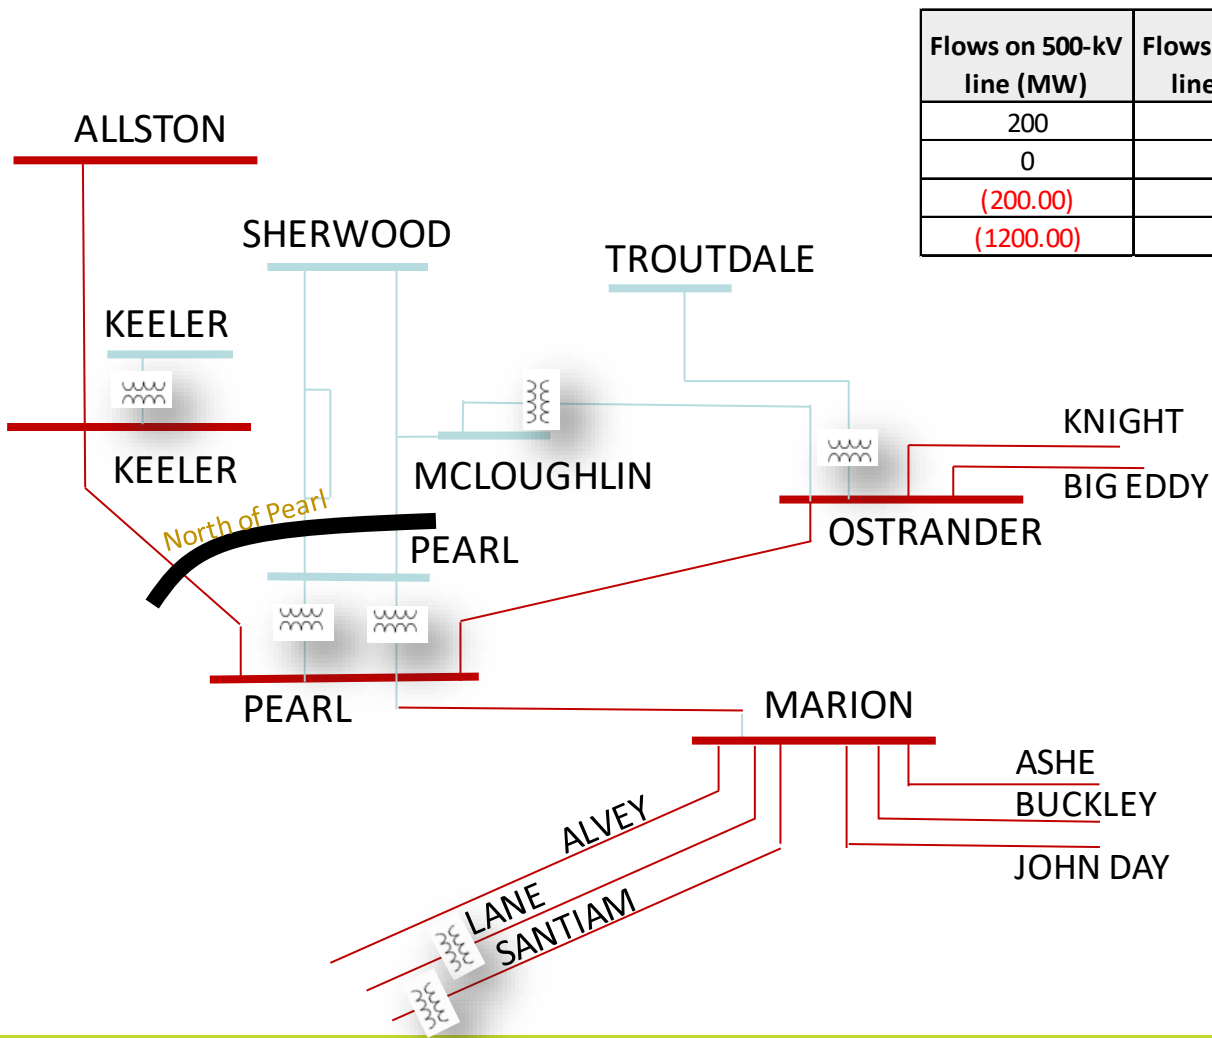 Flows on 500-kV
line (MW)
Flows
line
200
0
(200.00)
(1200.00)
ALLSTON
SHERWOOD
TROUTDALE
KEELER
KEELER
MCLOUGHLIN
KNIGHT
BIG EDDY
OSTRANDER
North of Pearl
PEARL
PEARL
MARION
ASHE
BUCKLEY
JOHN DAY
ALVEY
LANE
SANTIAM